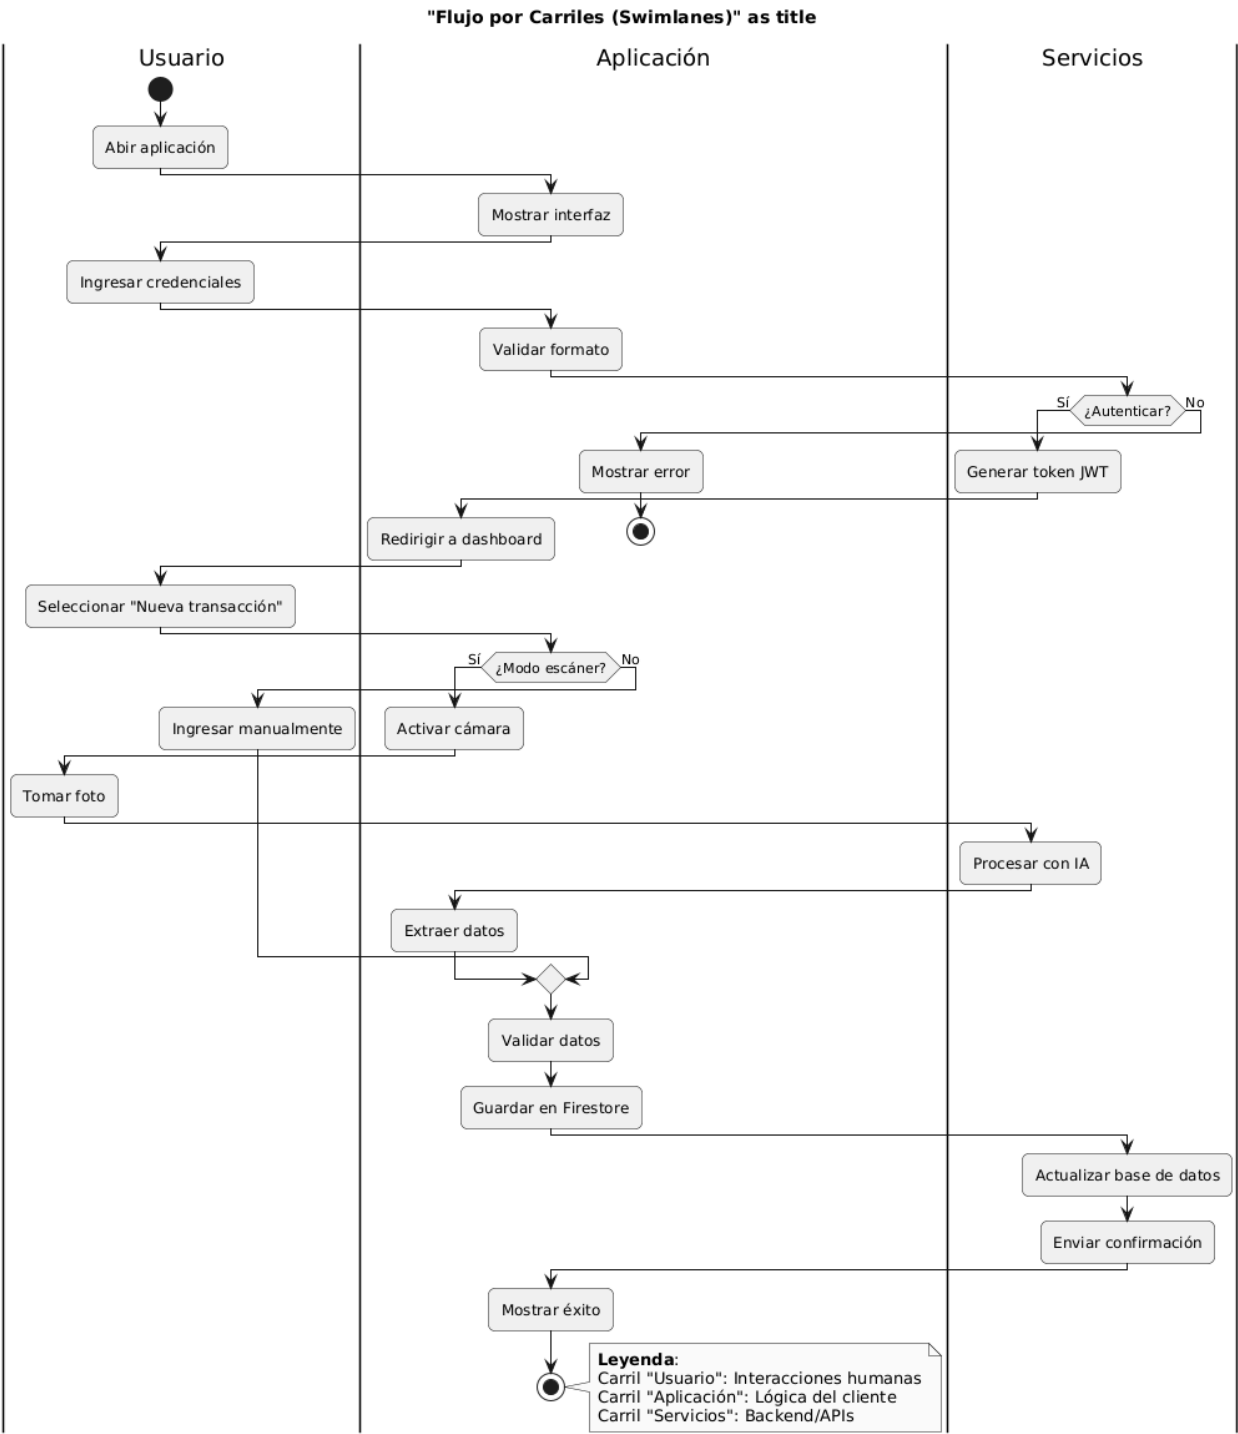 "Flujo por Carriles (Swimlanes)" as title
Usuario
Aplicación
Servicios
Abir aplicación
Mostrar interfaz
Ingresar credenciales
Validar formato
Sí
¿Autenticar?
No
Mostrar error
Generar token JWT
Redirigir a dashboard
Seleccionar "Nueva transacción"
Sí
¿Modo escáner?
No
Ingresar manualmente
Activar cámara
Tomar foto
Procesar con IA
Extraer datos
Validar datos
Guardar en Firestore
Actualizar base de datos
Enviar confirmación
Mostrar éxito
Leyenda:
Carril "Usuario": Interacciones humanas
Carril "Aplicación": Lógica del cliente
Carril "Servicios": Backend/APIs